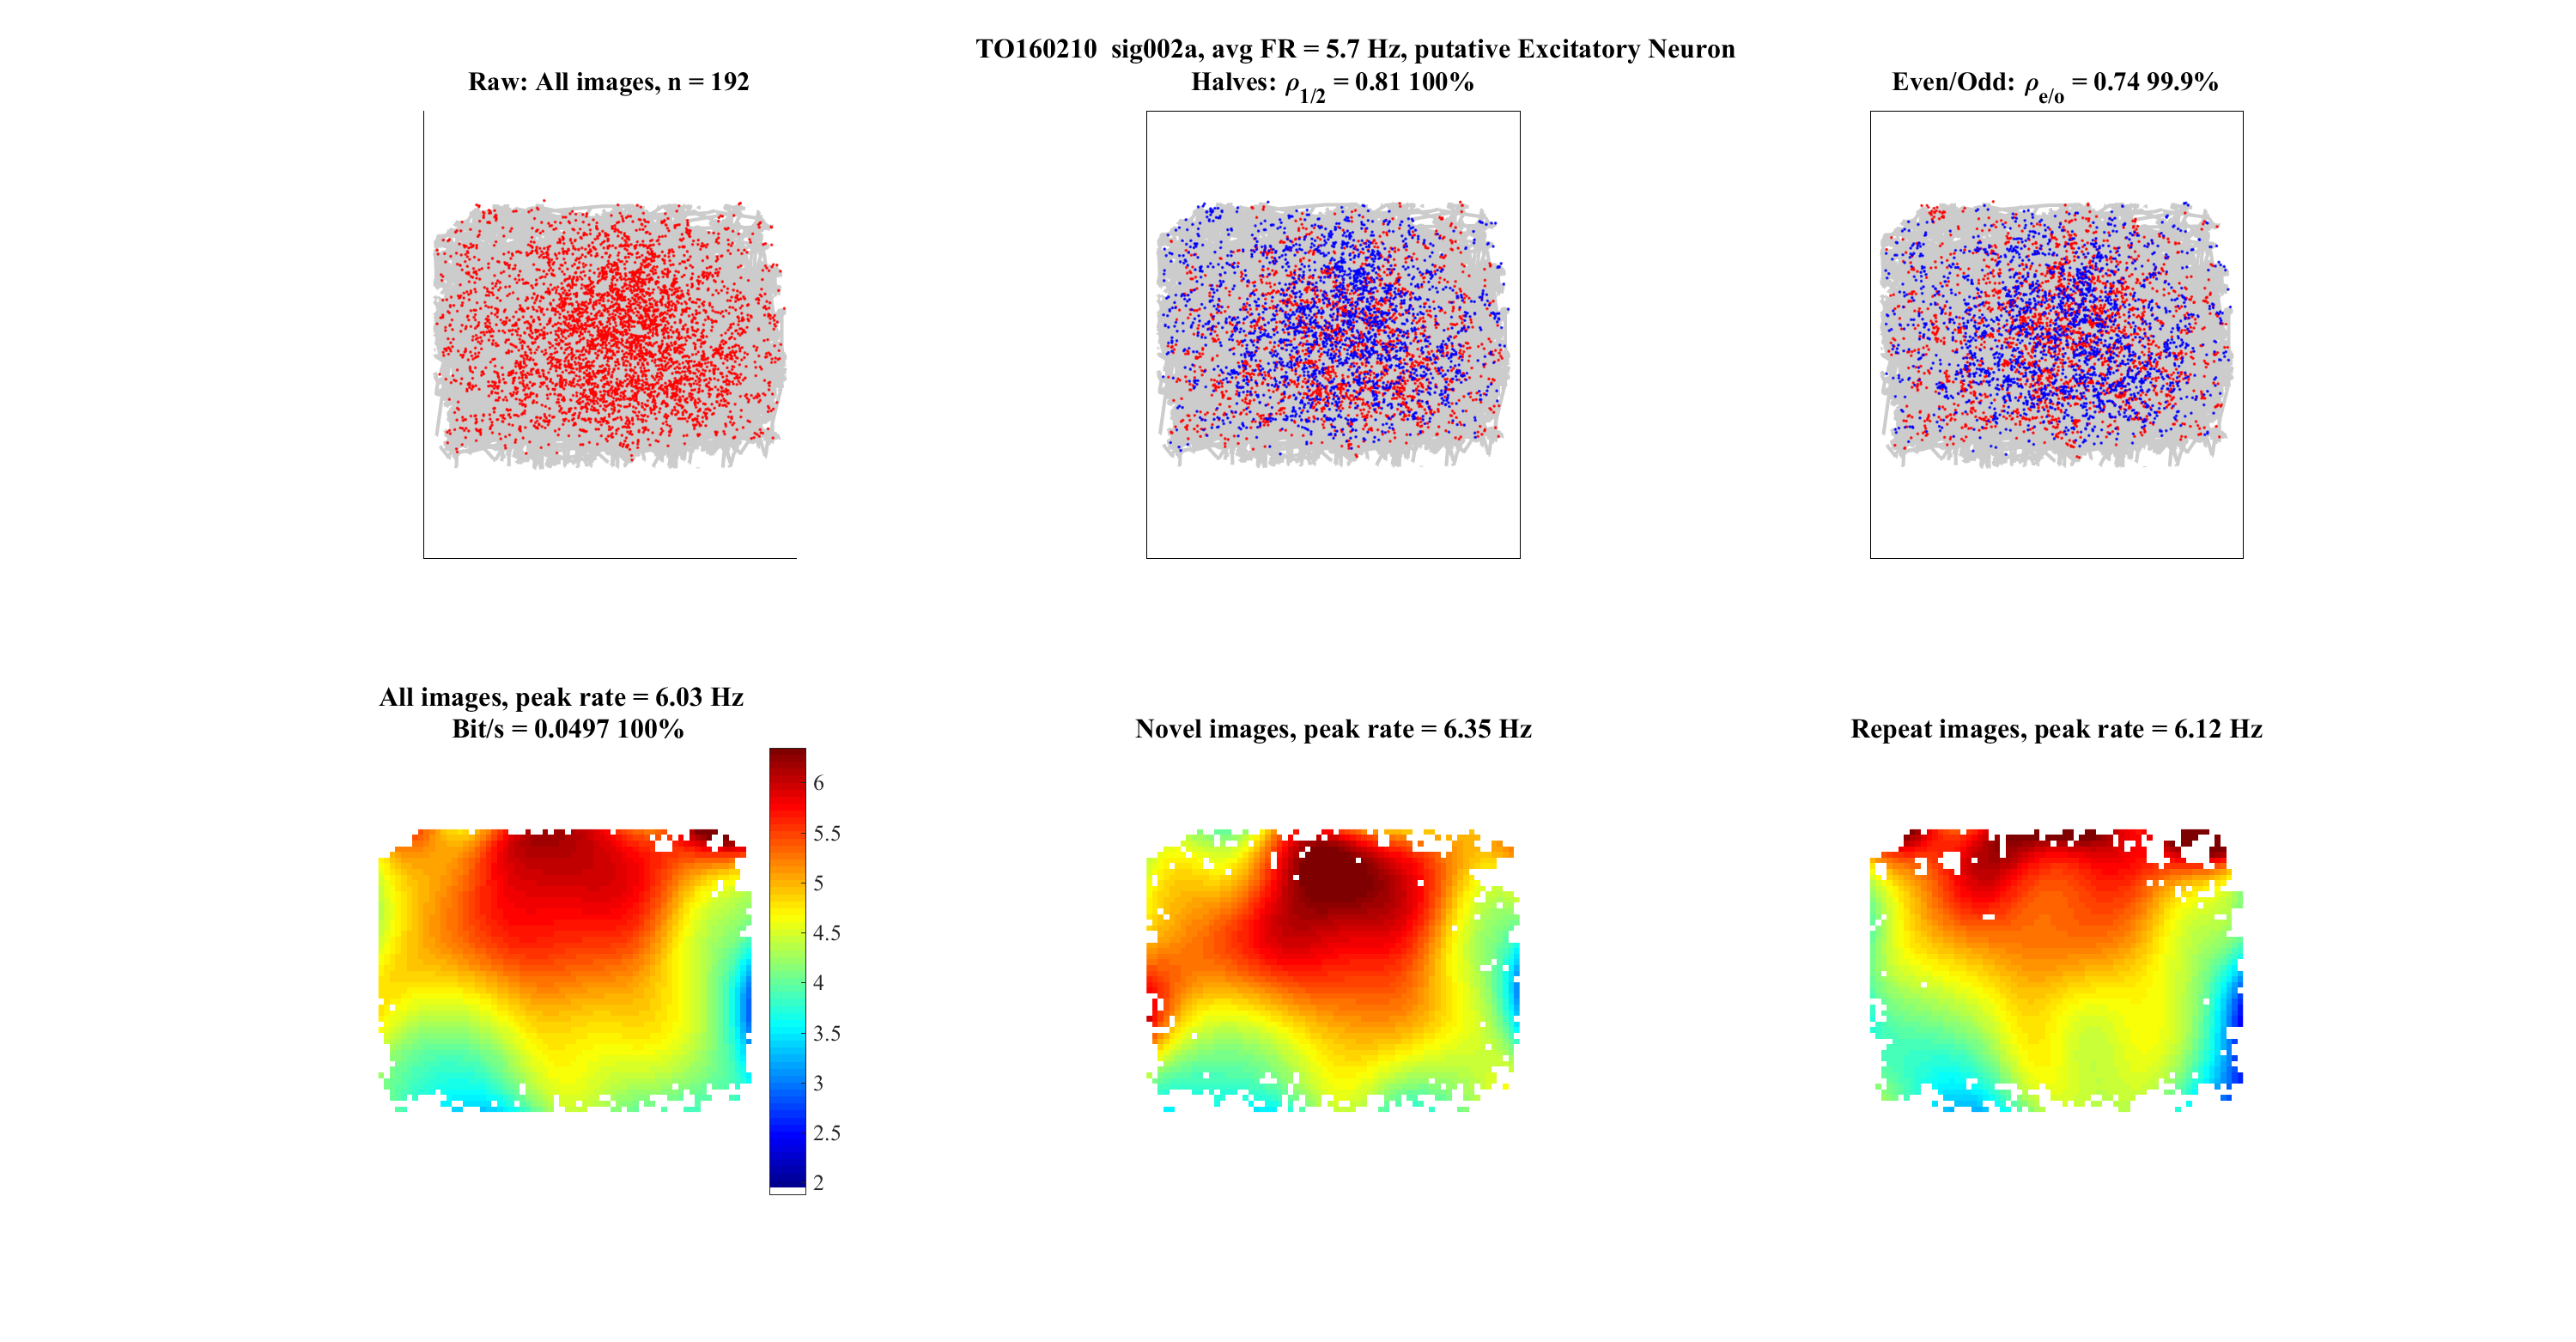 TO160210 sig002a, avg FR = 5.7 Hz, putative Excitatory Neuron
Raw: All images, n = 192
Halves: ρ1/2 = 0.81 100%
Even/Odd: ρe/o = 0.74 99.9%
All images, peak rate = 6.03 Hz
Bit/s = 0.0497 100%
Novel images, peak rate = 6.35 Hz
Repeat images, peak rate = 6.12 Hz
6
5.5
5
4.5
4
3.5
3
2.5
2